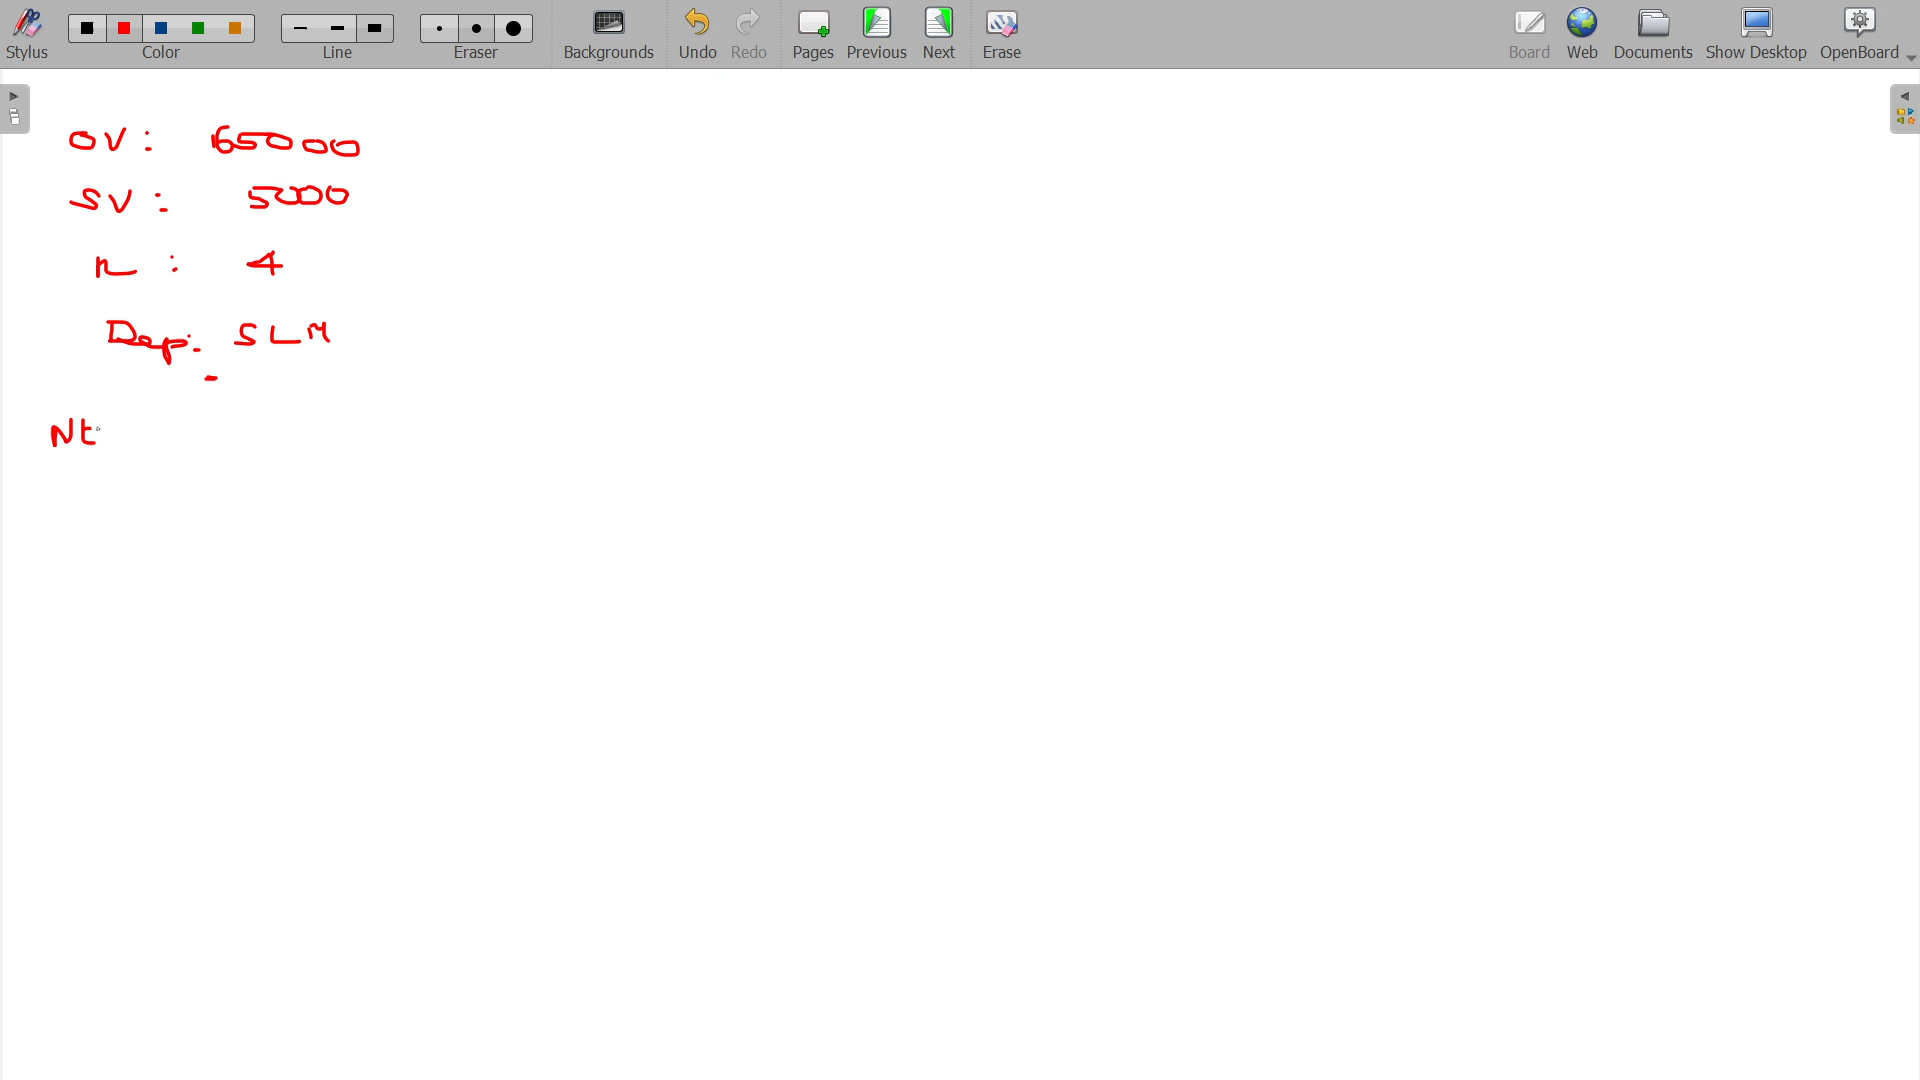 Stylus Color Line Eraser Backgrounds Undo Redo Pages Previous Next Erase Board Web Documents Show Desktop OpenBoard
OV: 65000
SV: 5000
n: 4
Dep: SLM
Nt